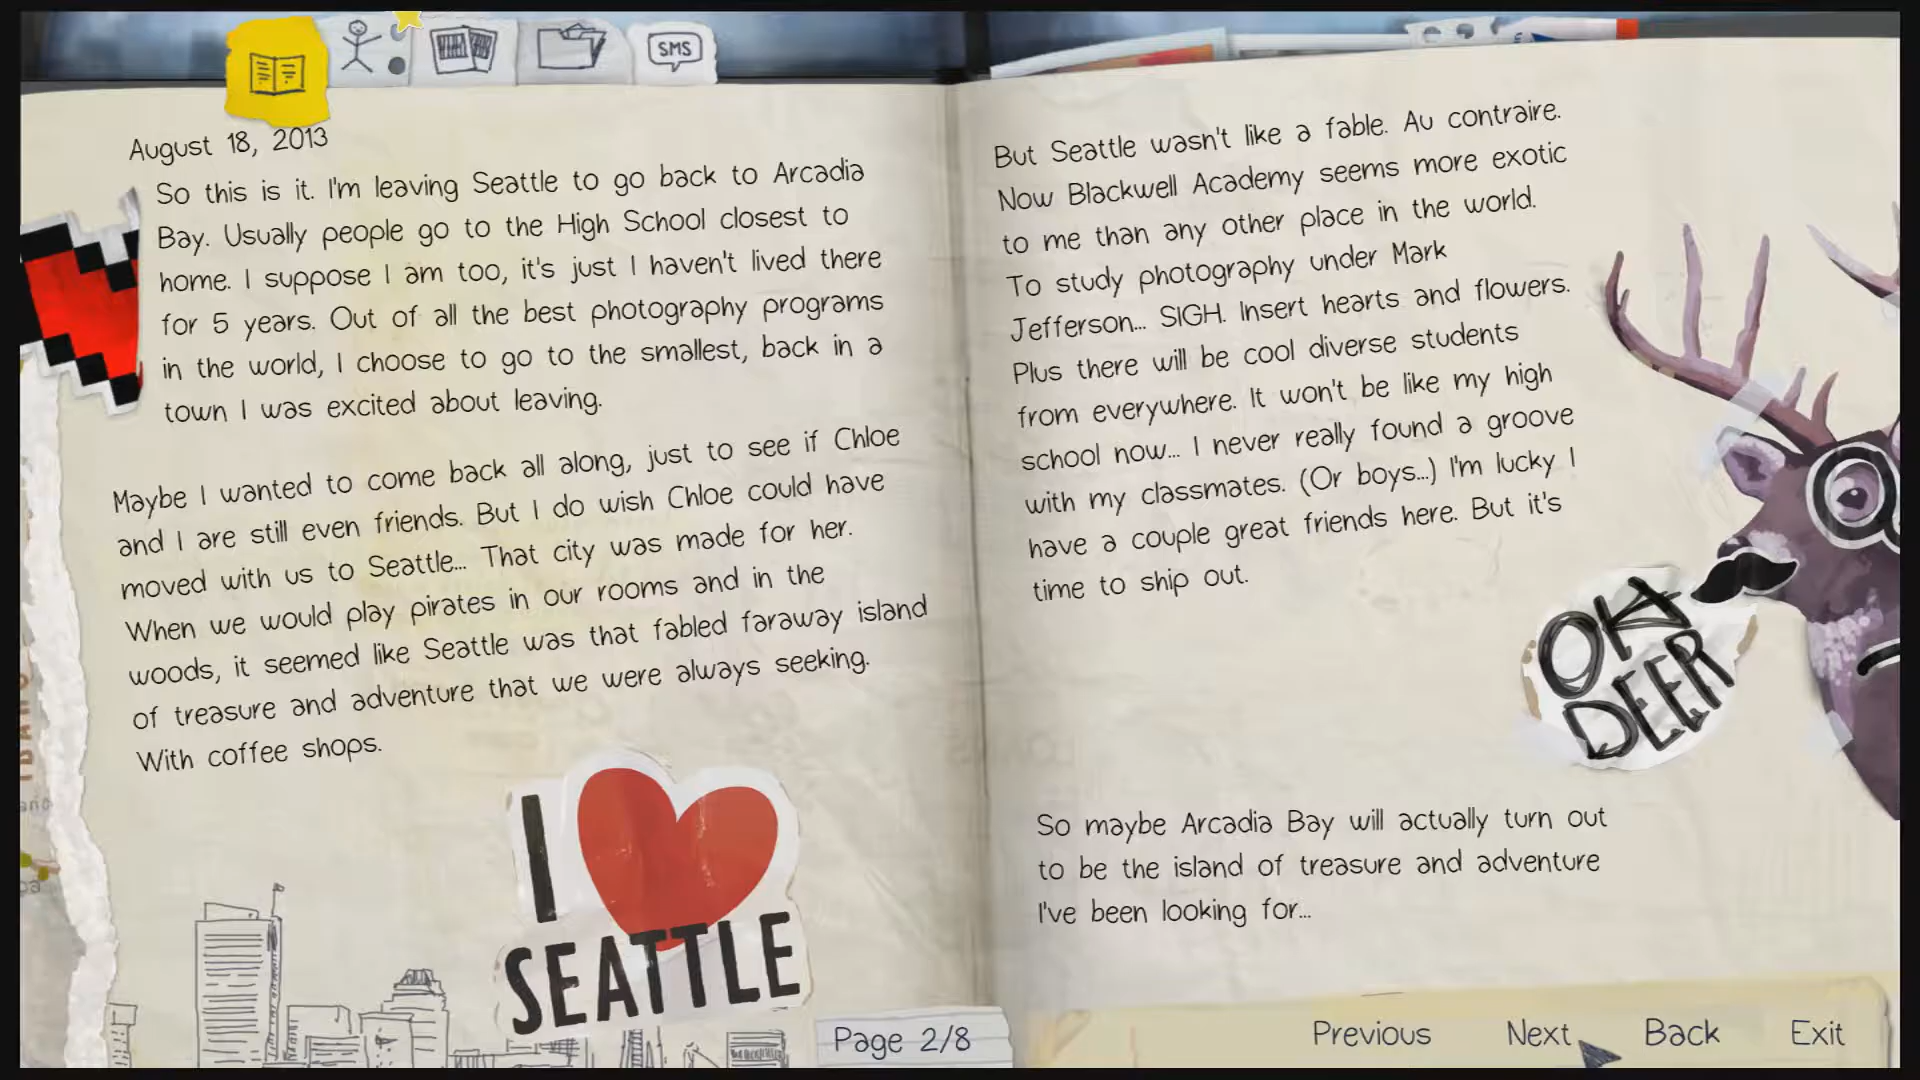 SMS
August 18, 2013
So this is it. I'm leaving Seattle to go back to Arcadia
Bay. Usually people go to the High School closest to
home. I suppose I am too, it's just I haven't lived there
for 5 years. Out of all the best photography programs
in the world, I choose to go to the smallest, back in a
town I was excited about leaving.
Maybe I wanted to come back all along, just to see if Chloe
and I are still even friends. But I do wish Chloe could have
moved with us to Seattle... That city was made for her.
When we would play pirates in our rooms and in the
woods, it seemed like Seattle was that fabled faraway island
of treasure and adventure that we were always seeking.
With coffee shops.
I
SEATTLE
Page 2/8
But Seattle wasn't like a fable. Au contraire.
Now Blackwell Academy seems more exotic
to me than any other place in the world.
To study photography under Mark
Jefferson... SIGH. Insert hearts and flowers.
Plus there will be cool diverse students
from everywhere. It won't be like my high
school now... I never really found a groove
with my classmates. (Or boys...) I'm lucky I
have a couple great friends here. But it's
time to ship out.
OH
DEER
So maybe Arcadia Bay will actually turn out
to be the island of treasure and adventure
I've been looking for...
Previous
Next
Back
Exit